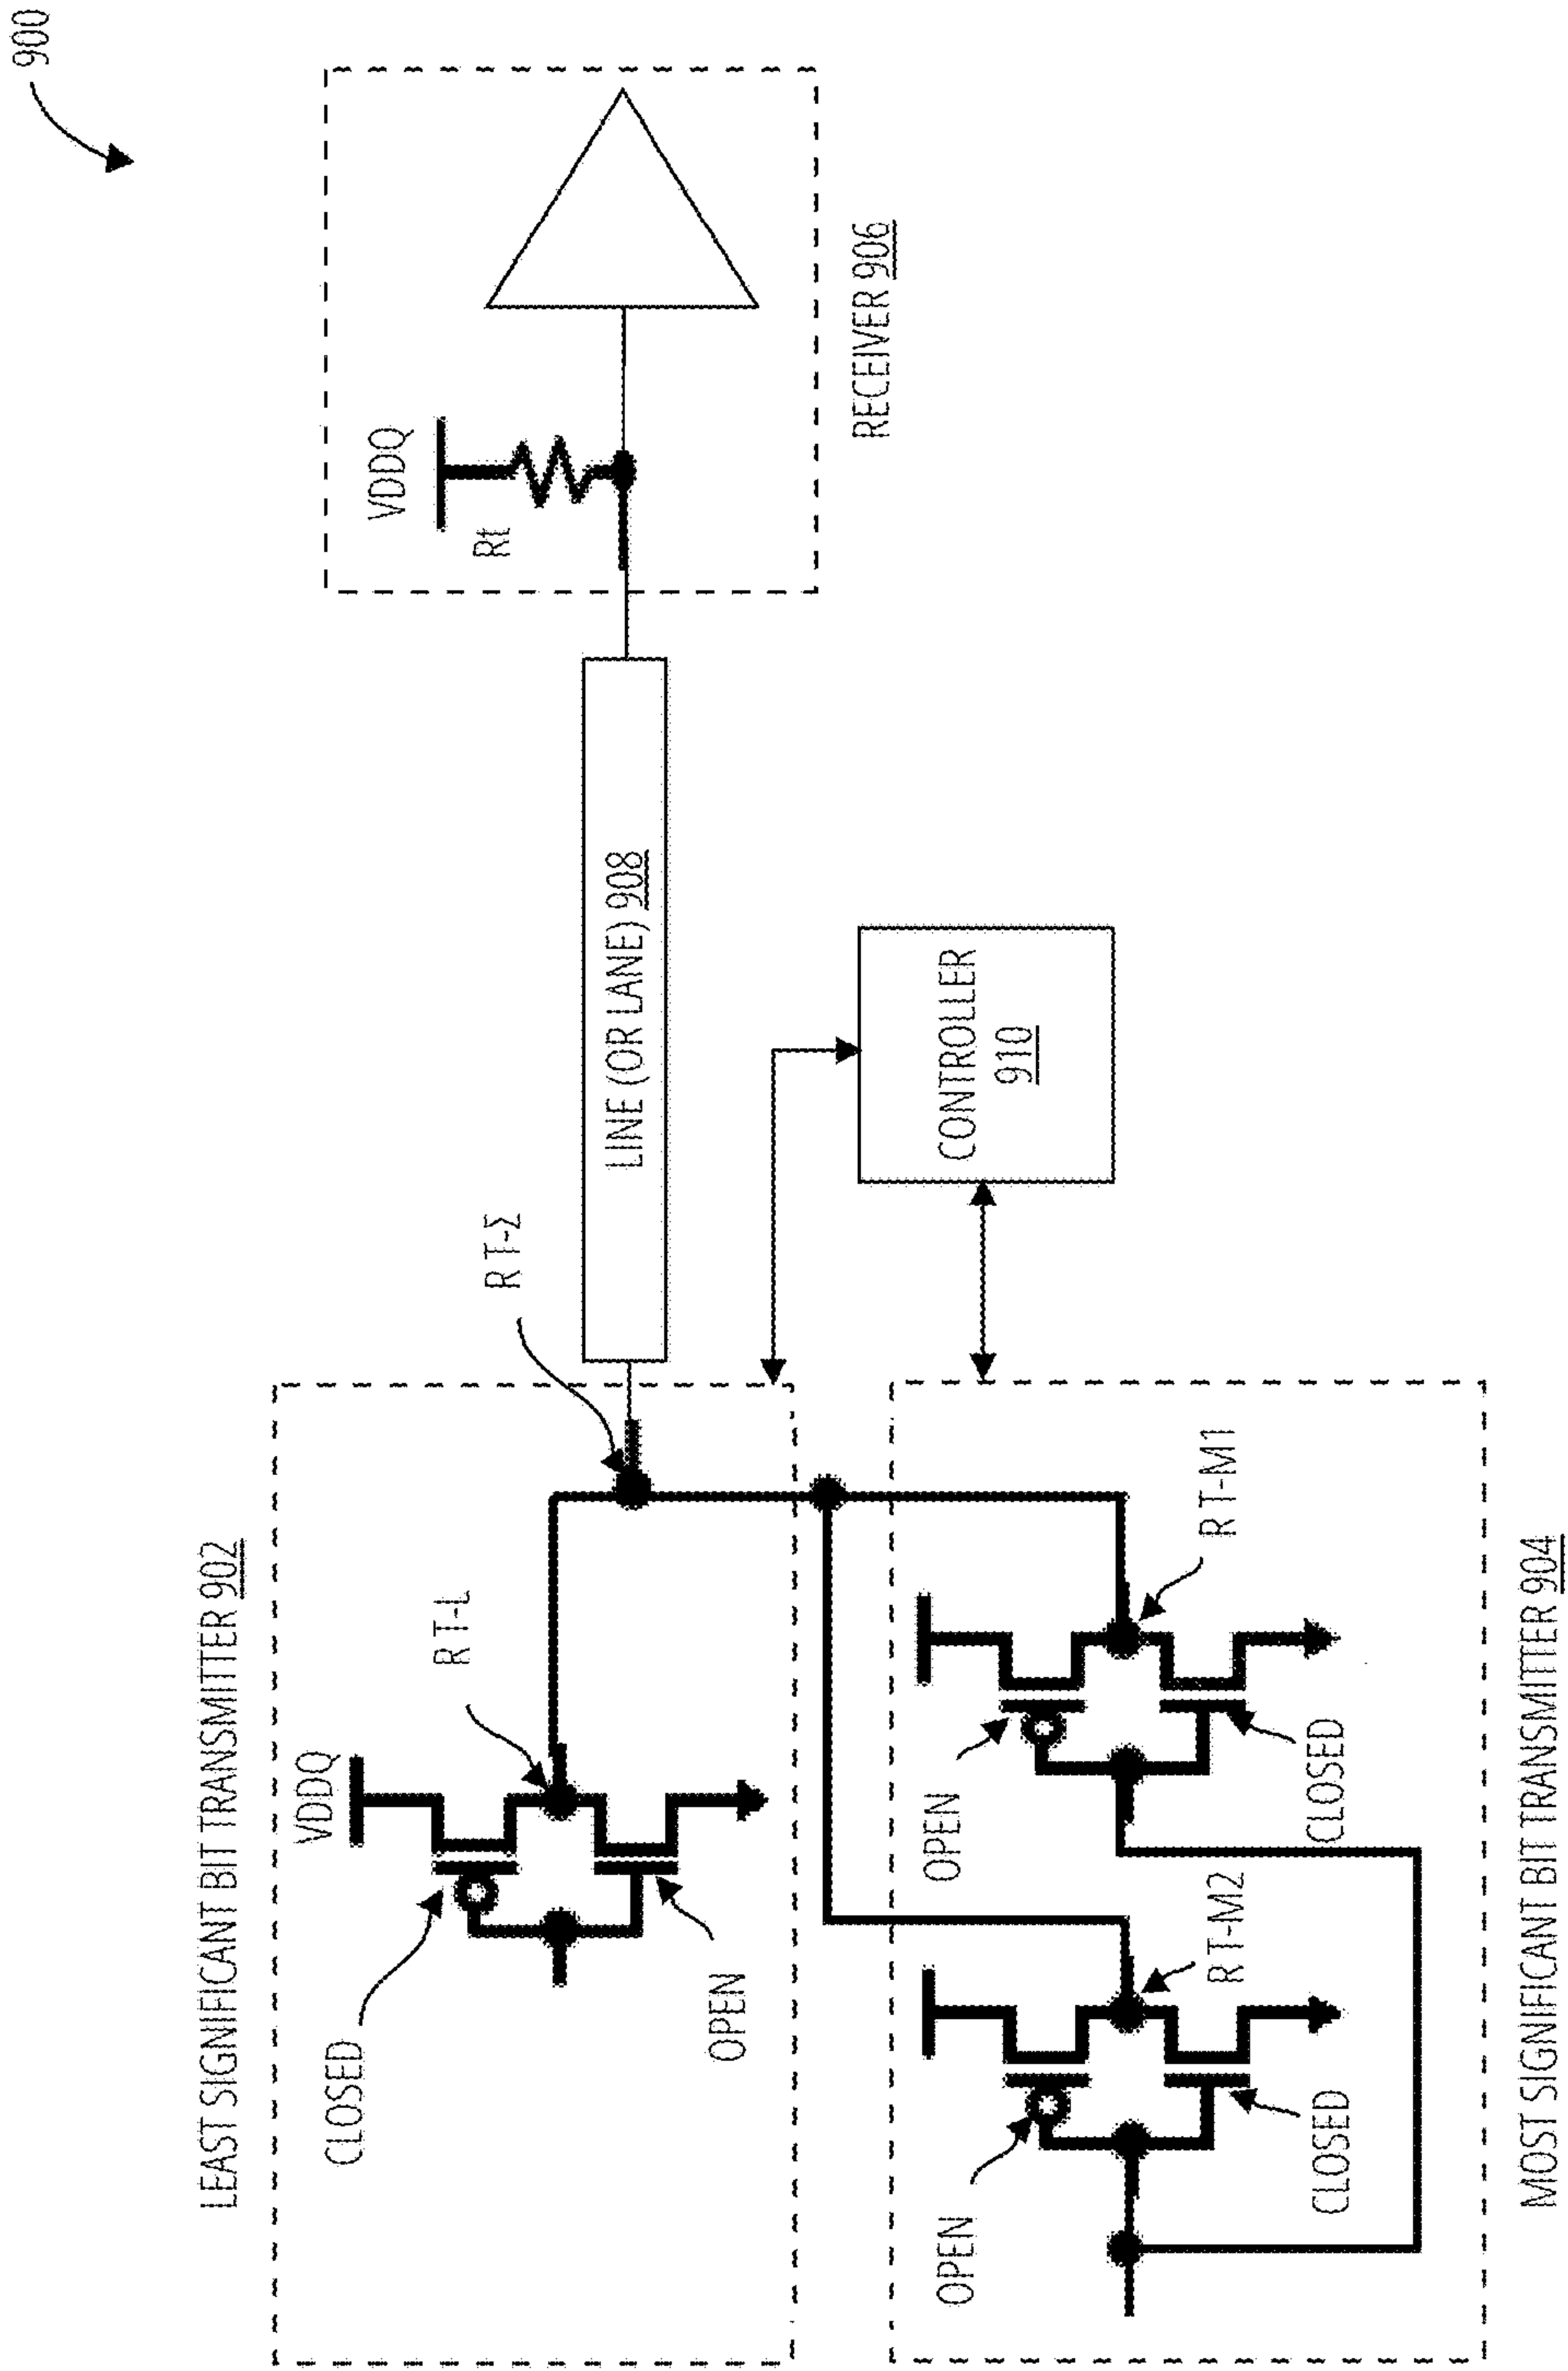 900
LEAST SIGNIFICANT BIT TRANSMITTER 902
VDDQ
CLOSED
R T-L
OPEN
R T-Σ
LINE (OR LANE) 908
VDDQ
Rt
RECEIVER 906
CONTROLLER
910
OPEN
R T-M2
CLOSED
OPEN
R T-M1
CLOSED
MOST SIGNIFICANT BIT TRANSMITTER 904